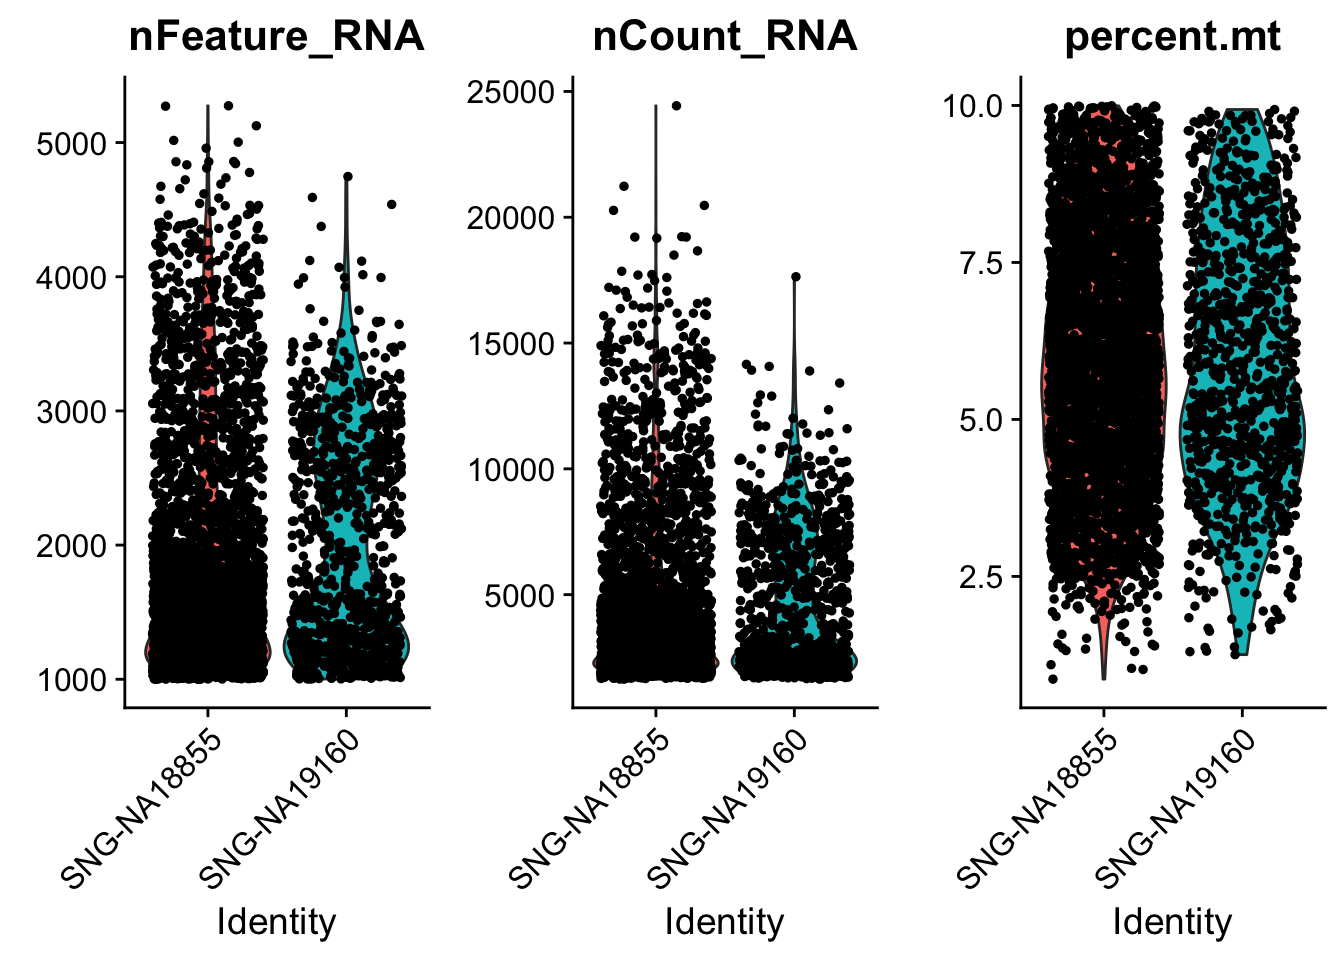 nFeature_RNA
5000
4000
3000
2000
1000
SNG-NA18855
SNG-NA19160
Identity
nCount_RNA
25000
20000
15000
10000
5000
SNG-NA18855
SNG-NA19160
Identity
percent.mt
10.0
7.5
5.0
2.5
SNG-NA18855
SNG-NA19160
Identity